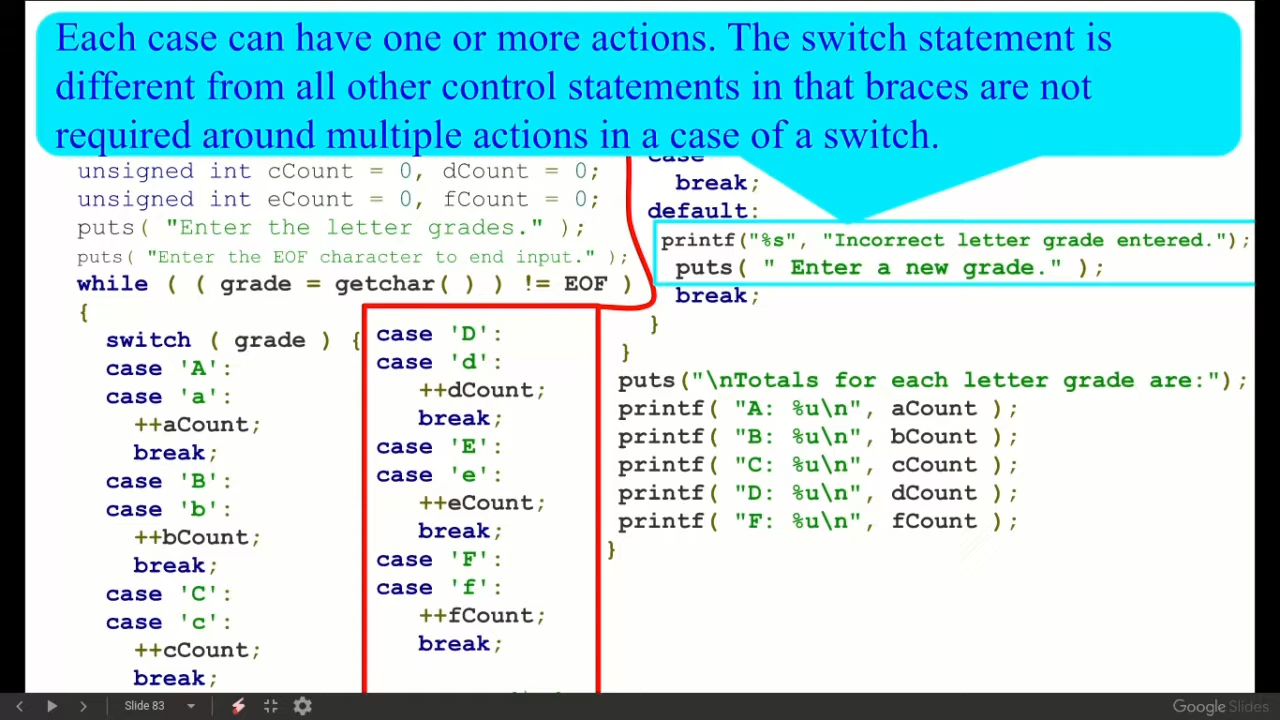 Each case can have one or more actions. The switch statement is
different from all other control statements in that braces are not
required around multiple actions in a case of a switch.
unsigned int cCount = 0, dCount = 0;
unsigned int eCount = 0, fCount = 0;
puts( "Enter the letter grades." );
puts( "Enter the EOF character to end input." );
while ( ( grade = getchar( ) ) != EOF )
{
switch ( grade ) {
case 'A':
case 'a':
++aCount;
break;
case 'B':
case 'b':
++bCount;
break;
case 'C':
case 'c':
++cCount;
break;
case 'D':
case 'd':
++dCount;
break;
case 'E':
case 'e':
++eCount;
break;
case 'F':
case 'f':
++fCount;
break;
case
break;
default:
printf("%s", "Incorrect letter grade entered.");
puts( " Enter a new grade." );
break;
}
}
puts("\nTotals for each letter grade are:");
printf( "A: %u\n", aCount );
printf( "B: %u\n", bCount );
printf( "C: %u\n", cCount );
printf( "D: %u\n", dCount );
printf( "F: %u\n", fCount );
}
Slide 83
Google Slides